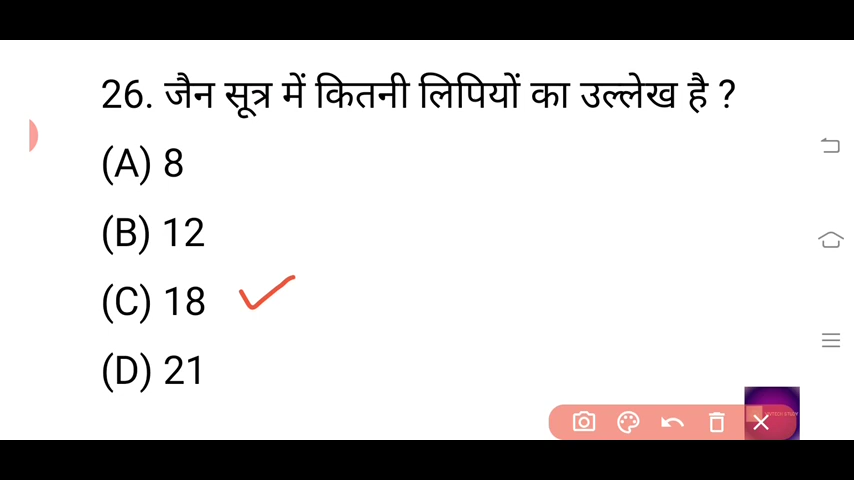 26. जैन सूत्र में कितनी लिपियों का उल्लेख है ?
(A) 8
(B) 12
(C) 18
(D) 21